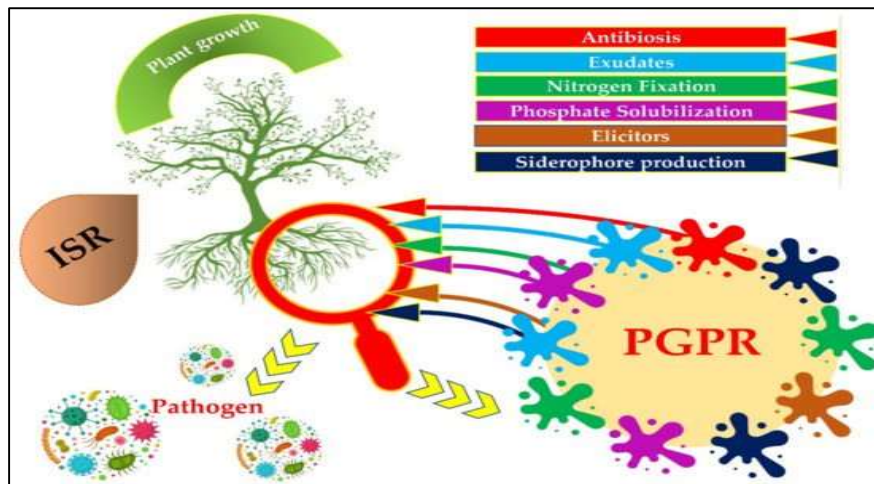 Plant growth
Antibiosis
Exudates
Nitrogen Fixation
Phosphate Solubilization
Elicitors
Siderophore production
ISR
PGPR
Pathogen